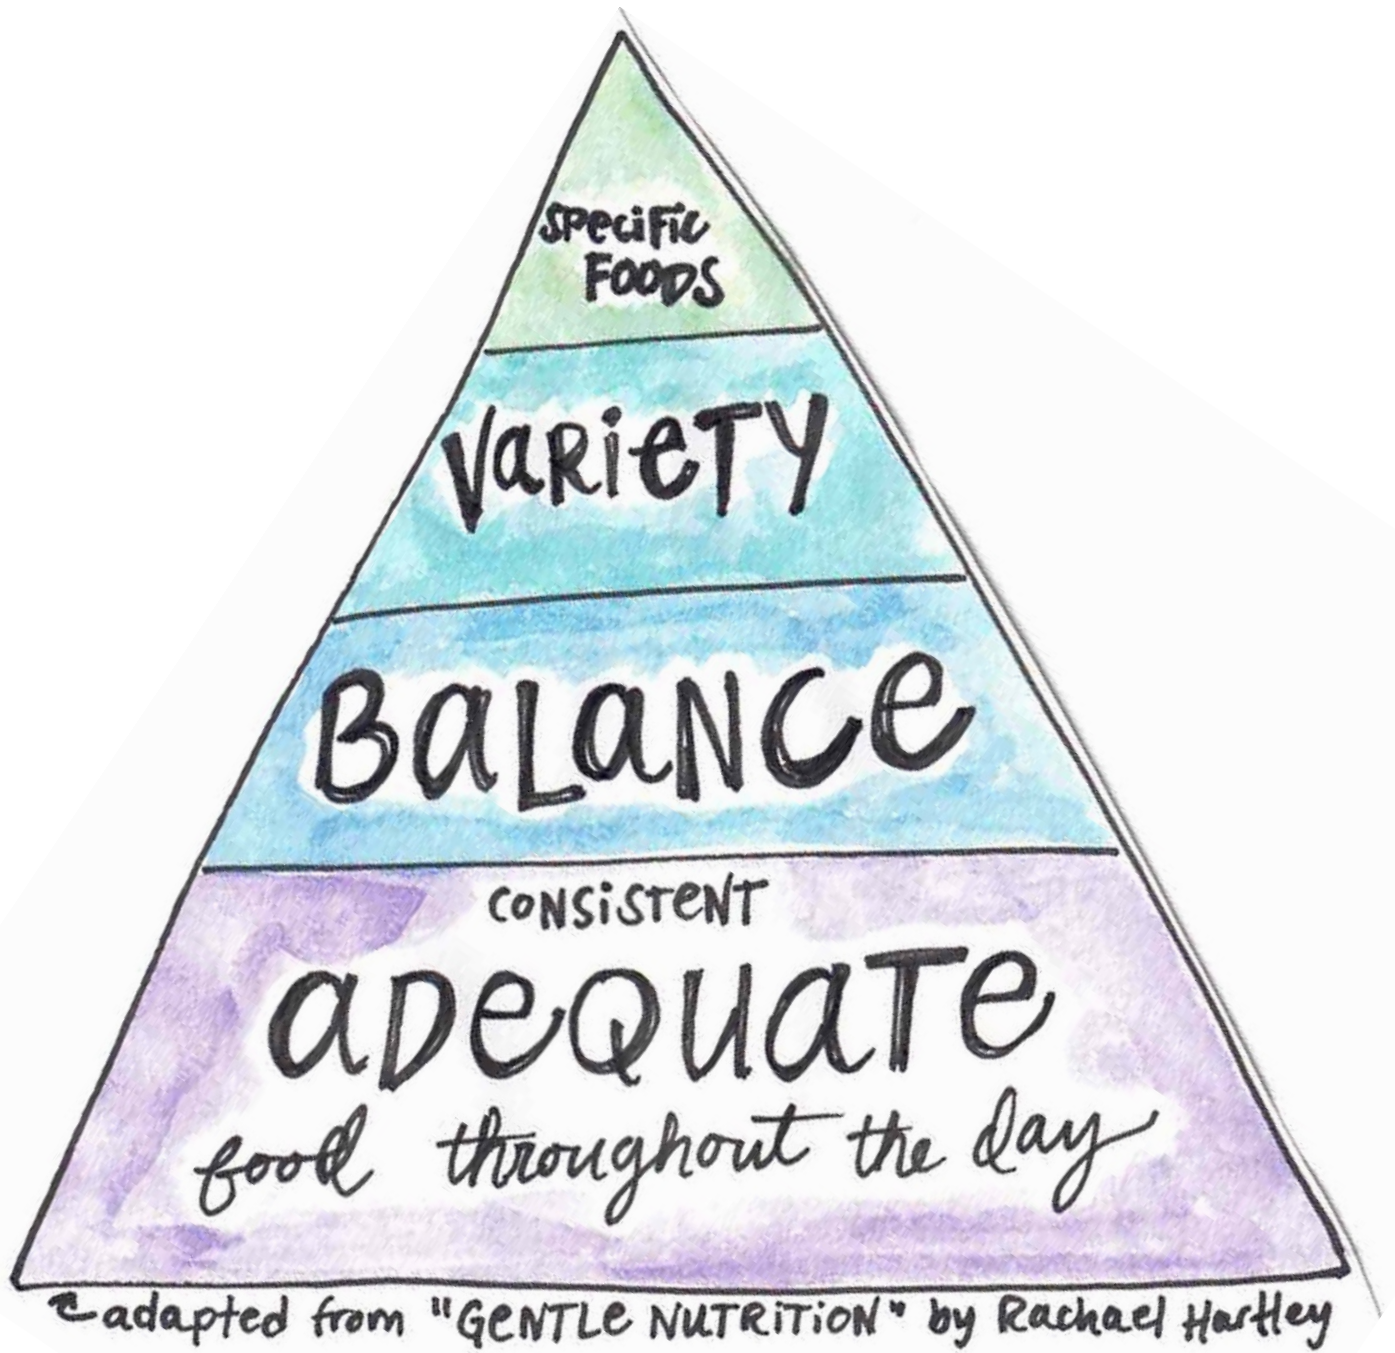 Specific
Foods
Variety
Balance
Consistent
Adequate
food throughout the day
adapted from "Gentle Nutrition" by Rachael Hartley